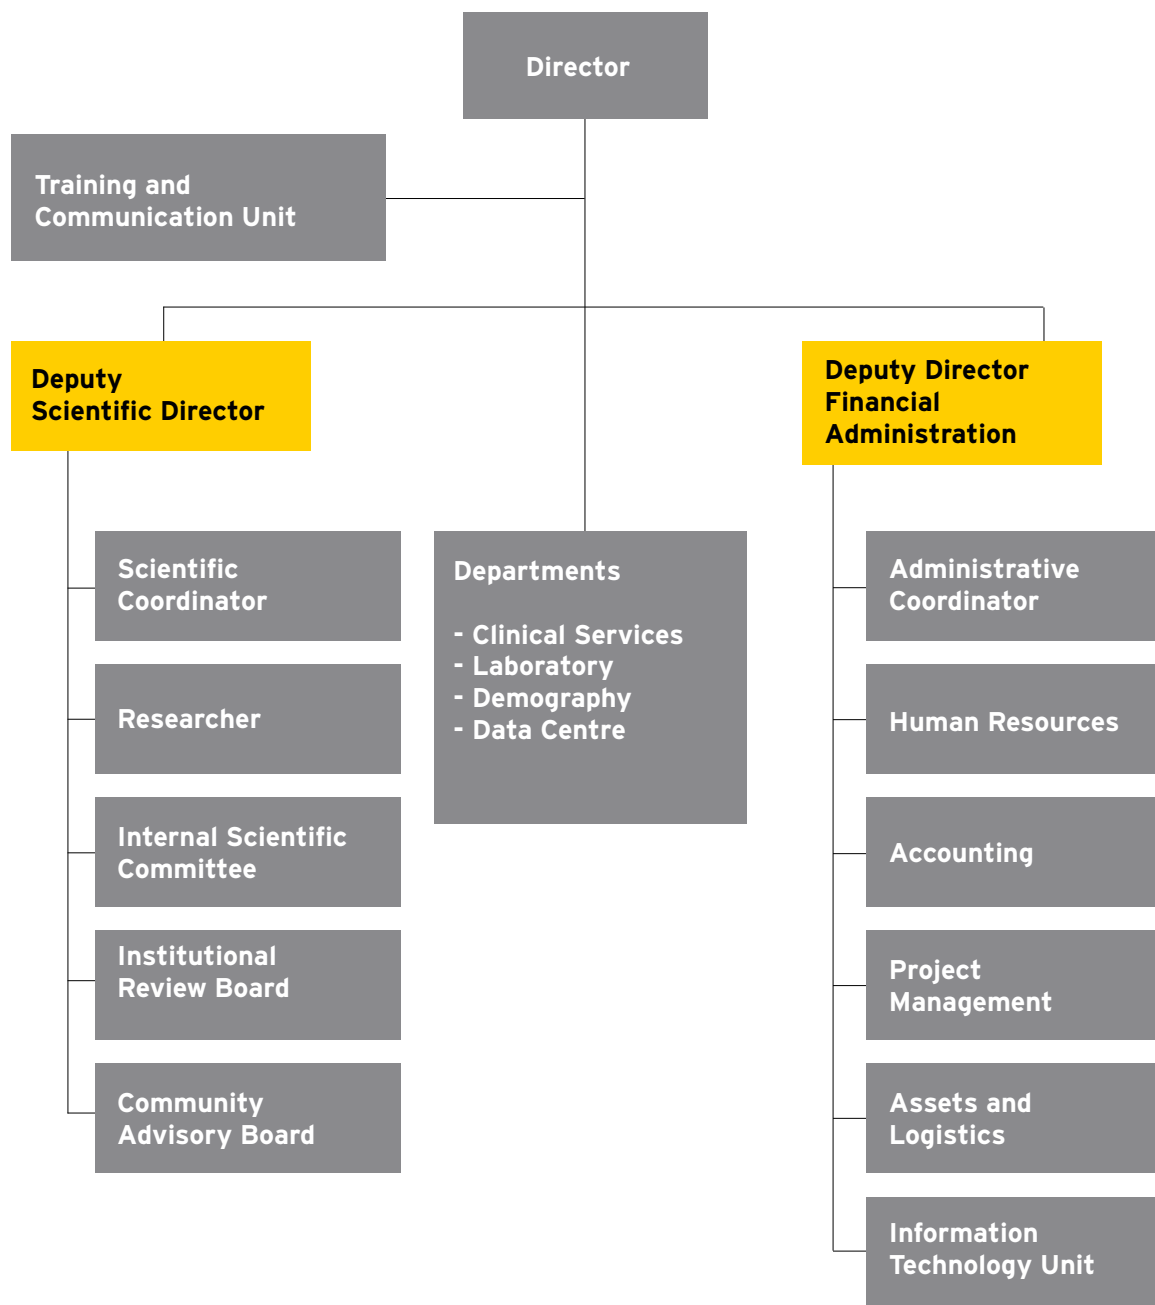 Director
Training and
Communication Unit
Deputy
Scientific Director
Deputy Director
Financial
Administration
Scientific
Coordinator
Researcher
Internal Scientific
Committee
Institutional
Review Board
Community
Advisory Board
Departments
- Clinical Services
- Laboratory
- Demography
- Data Centre
Administrative
Coordinator
Human Resources
Accounting
Project
Management
Assets and
Logistics
Information
Technology Unit